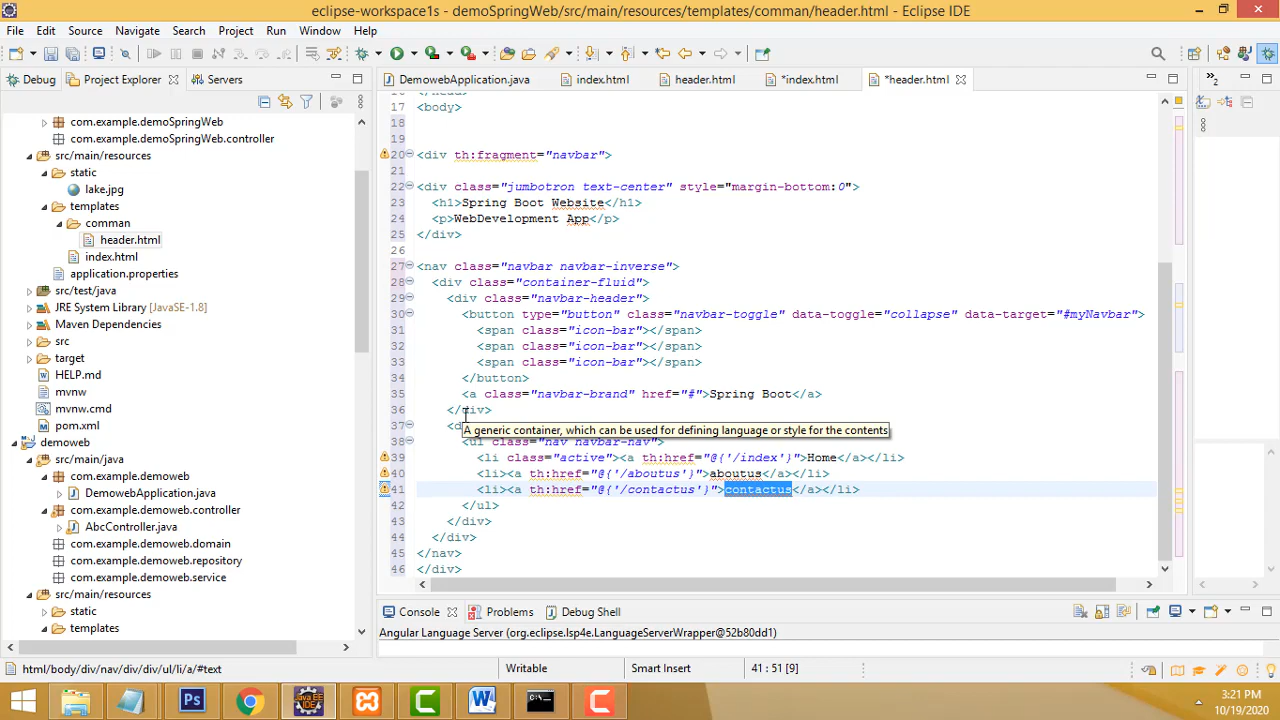 eclipse-workspace1s - demoSpringWeb/src/main/resources/templates/comman/header.html - Eclipse IDE
File Edit Source Navigate Search Project Run Window Help
Debug Project Explorer Servers
DemowebApplication.java index.html header.html *index.html *header.html
com.example.demoSpringWeb
com.example.demoSpringWeb.controller
src/main/resources
static
lake.jpg
templates
comman
header.html
index.html
application.properties
src/test/java
JRE System Library [JavaSE-1.8]
Maven Dependencies
src
target
HELP.md
mvnw
mvnw.cmd
pom.xml
demoweb
src/main/java
com.example.demoweb
DemowebApplication.java
com.example.demoweb.controller
AbcController.java
com.example.demoweb.domain
com.example.demoweb.repository
com.example.demoweb.service
src/main/resources
static
templates
16 </head>
17 <body>
18
19
20 <div th:fragment="navbar">
21
22 <div class="jumbotron text-center" style="margin-bottom:0">
23 <h1>Spring Boot Website</h1>
24 <p>WebDevelopment App</p>
25 </div>
26
27 <nav class="navbar navbar-inverse">
28 <div class="container-fluid">
29 <div class="navbar-header">
30 <button type="button" class="navbar-toggle" data-toggle="collapse" data-target="#myNavbar">
31 <span class="icon-bar"></span>
32 <span class="icon-bar"></span>
33 <span class="icon-bar"></span>
34 </button>
35 <a class="navbar-brand" href="#">Spring Boot</a>
36 </div>
37 <d
A generic container, which can be used for defining language or style for the contents
38 <ul class="nav navbar-nav">
39 <li class="active"><a th:href="@{'/index'}">Home</a></li>
40 <li><a th:href="@{'/aboutus'}">aboutus</a></li>
41 <li><a th:href="@{'/contactus'}">contactus</a></li>
42 </ul>
43 </div>
44 </div>
45 </nav>
46 </div>
Console Problems Debug Shell
Angular Language Server (org.eclipse.lsp4e.LanguageServerWrapper@52b80dd1)
html/body/div/nav/div/div/ul/li/a/#text Writable Smart Insert 41 : 51 [9]
3:21 PM
10/19/2020